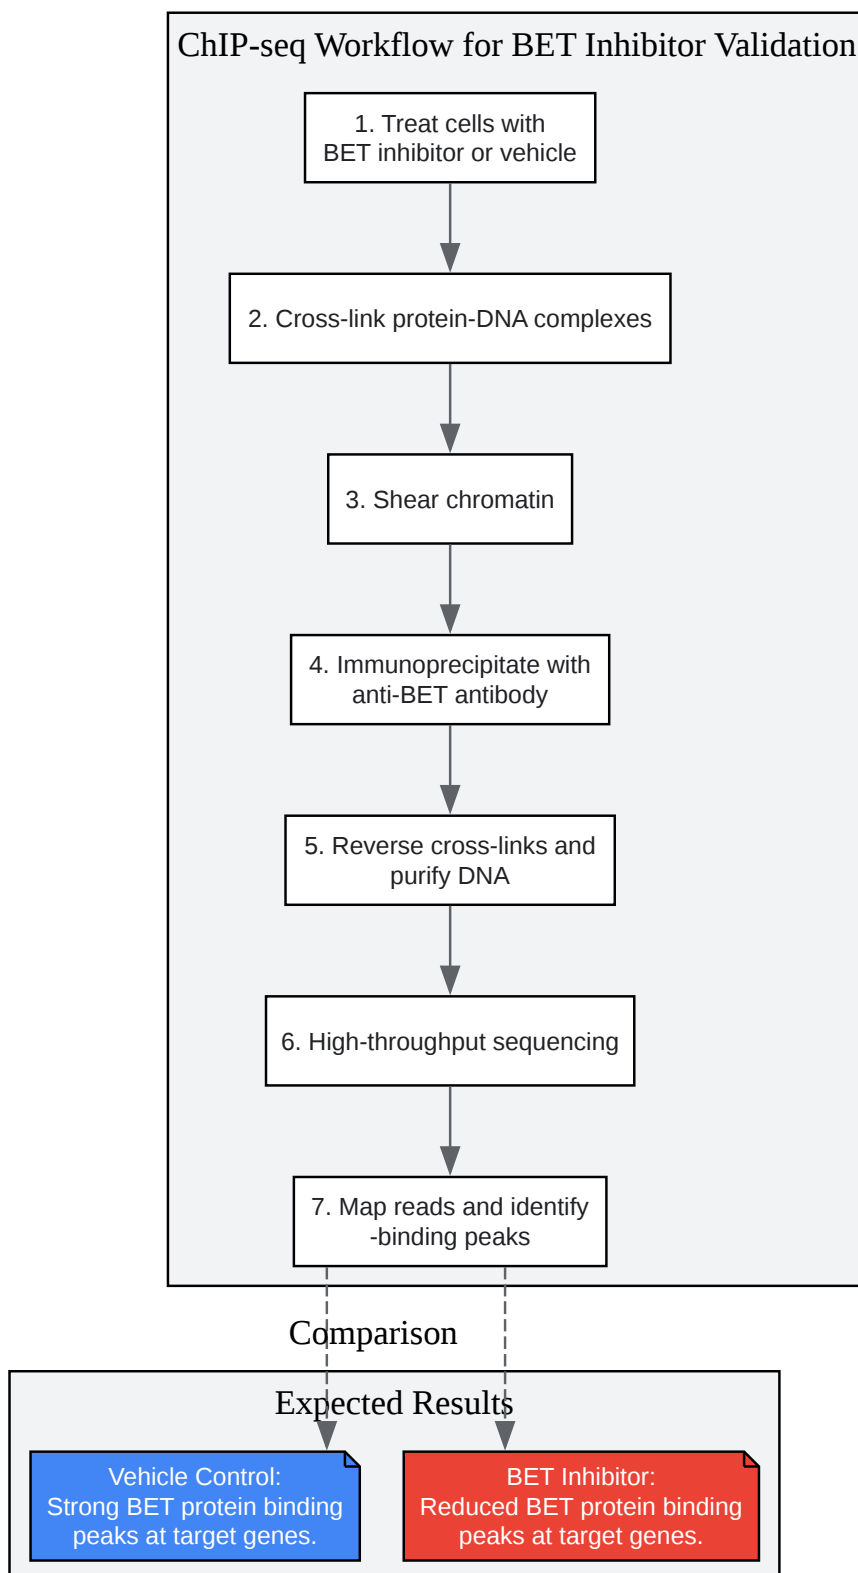 ChIP-seq Workflow for BET Inhibitor Validation
1. Treat cells with
BET inhibitor or vehicle
2. Cross-link protein-DNA complexes
3. Shear chromatin
4. Immunoprecipitate with
anti-BET antibody
5. Reverse cross-links and
purify DNA
6. High-throughput sequencing
7. Map reads and identify
-binding peaks
Comparison
Expected Results
Vehicle Control:
Strong BET protein binding
peaks at target genes.
BET Inhibitor:
Reduced BET protein binding
peaks at target genes.